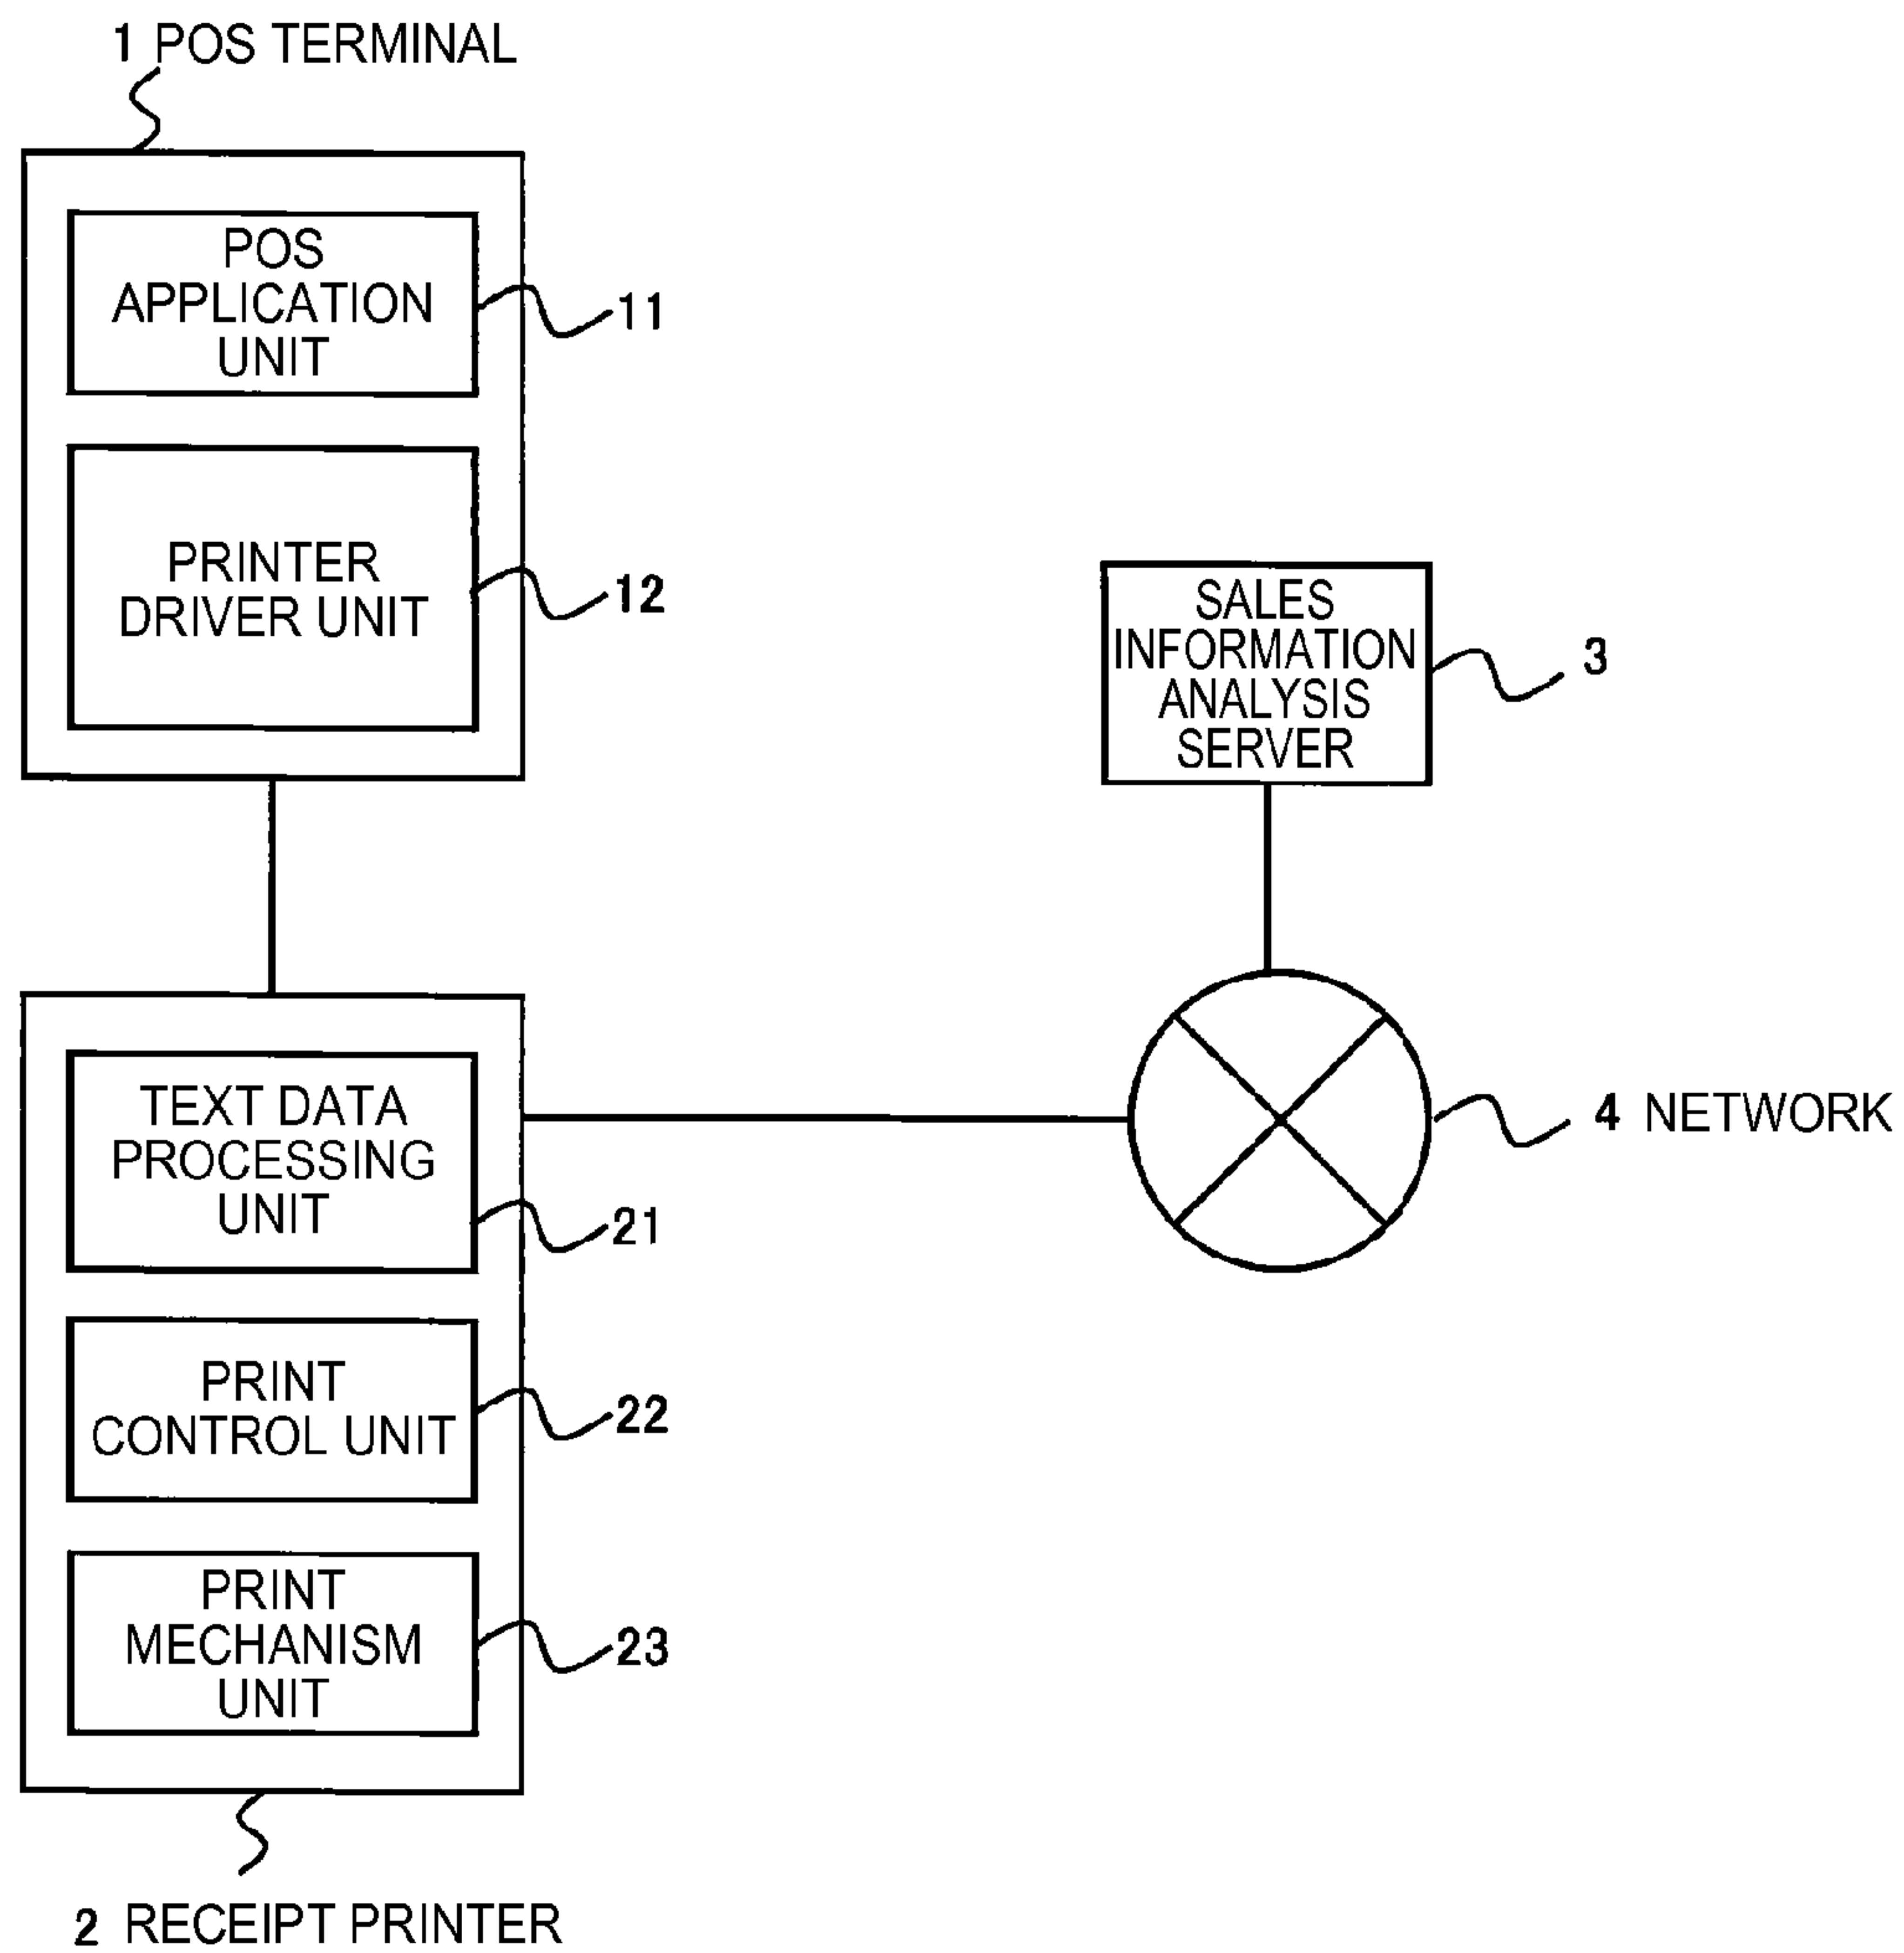 1 POS TERMINAL
POS
APPLICATION
UNIT
11
PRINTER
DRIVER UNIT
12
SALES
INFORMATION
ANALYSIS
SERVER
3
TEXT DATA
PROCESSING
UNIT
21
4 NETWORK
PRINT
CONTROL UNIT
22
PRINT
MECHANISM
UNIT
23
2 RECEIPT PRINTER